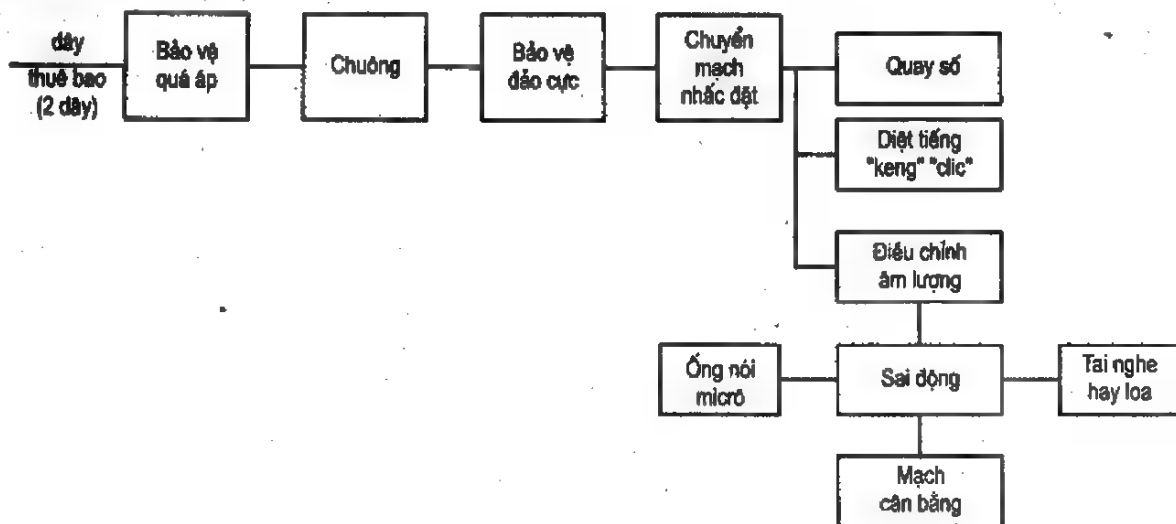 dây
thuê bao
(2 dây)
Bảo vệ
quá áp
Chuông
Bảo vệ
đảo cực
Chuyển
mạch
nhấc đặt
Quay số
Diệt tiếng
"keng" "clic"
Điều chỉnh
âm lượng
Ống nói
micrô
Sai động
Tai nghe
hay loa
Mạch
cân bằng